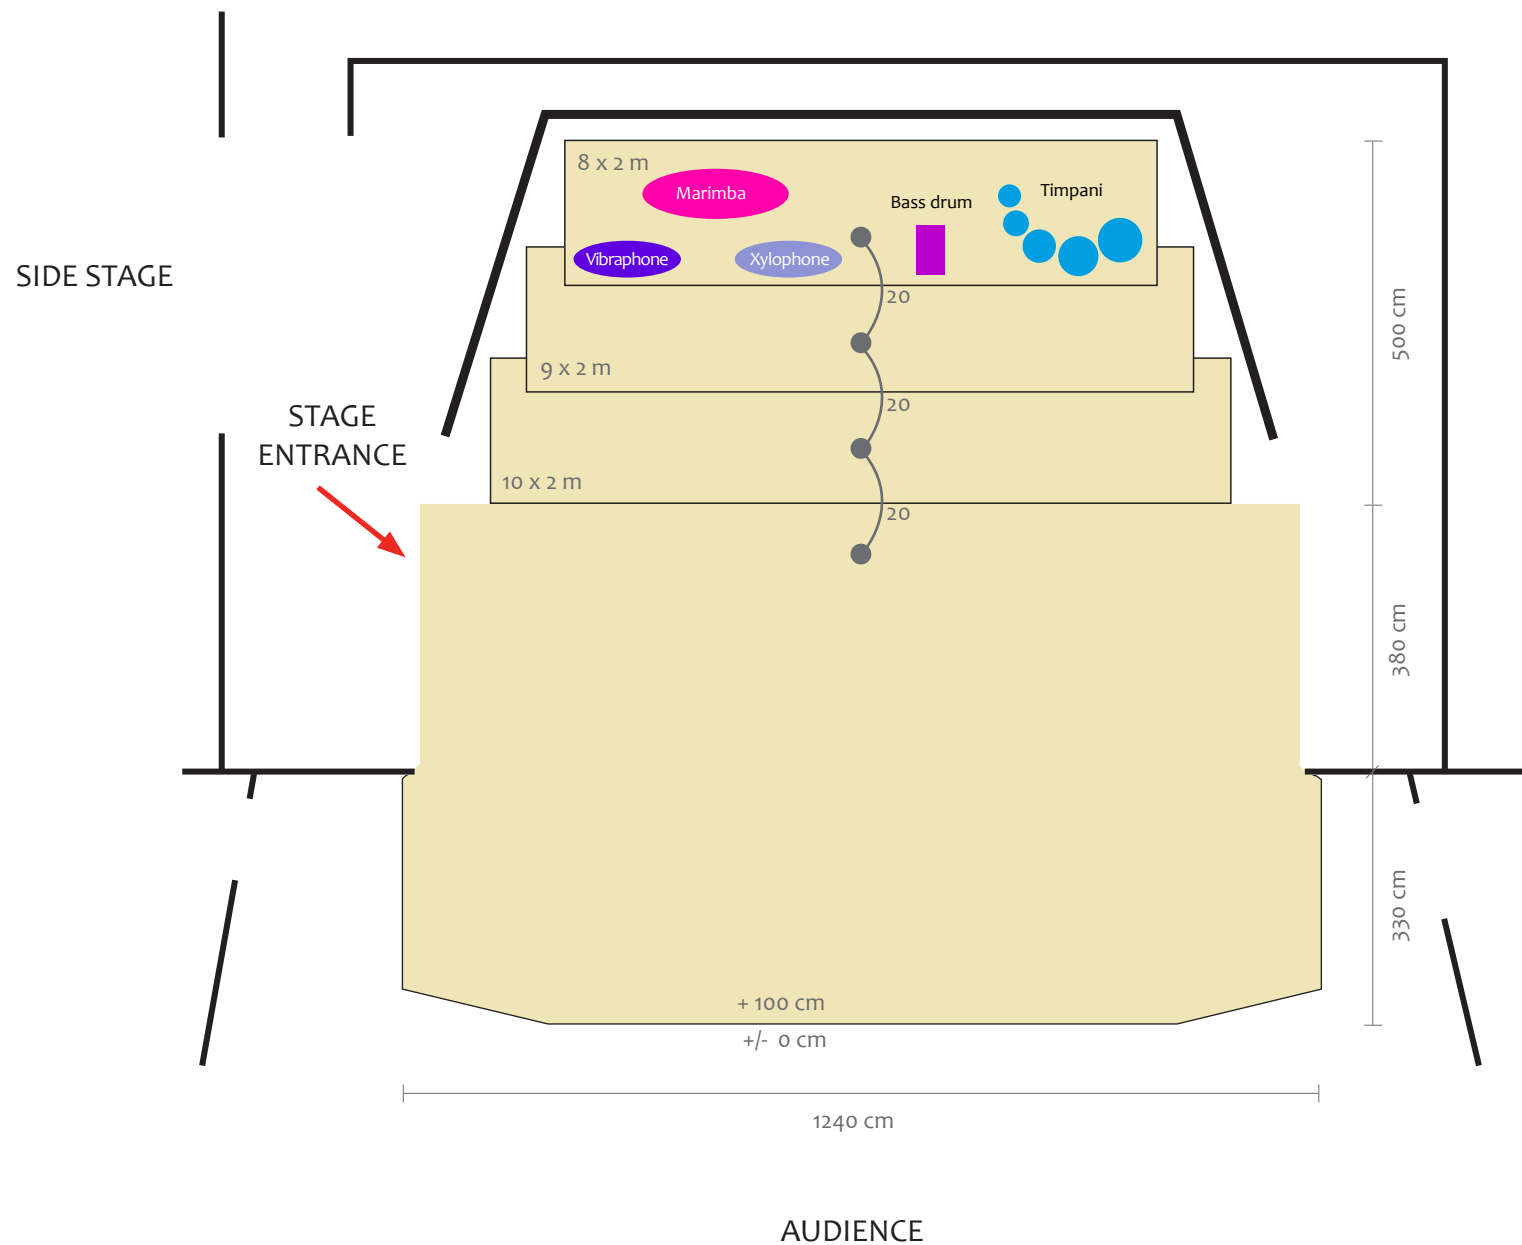 8 x 2 m
Marimba
Timpani
Bass drum
Vibraphone
Xylophone
SIDE STAGE
20
500 cm
9 x 2 m
20
STAGE
ENTRANCE
10 x 2 m
20
380 cm
330 cm
+ 100 cm
+/- 0 cm
1240 cm
AUDIENCE